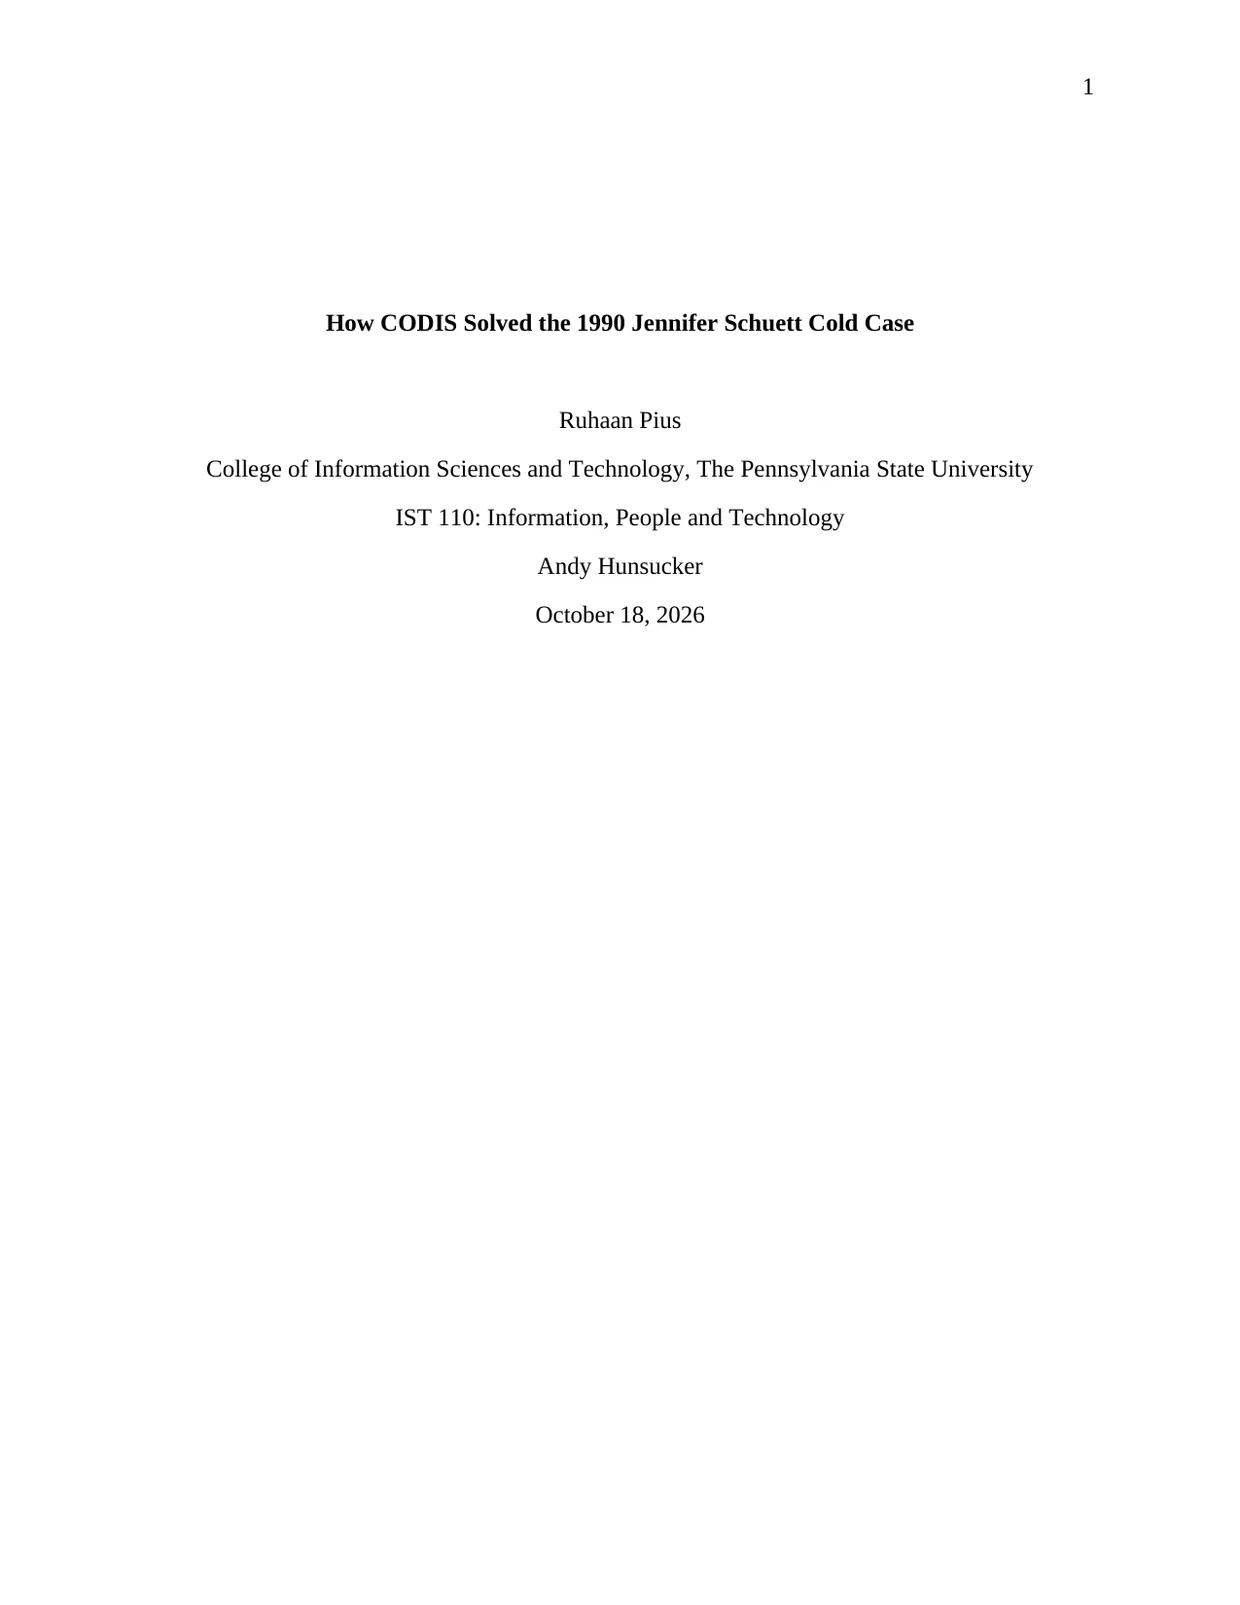 1
How CODIS Solved the 1990 Jennifer Schuett Cold Case
Ruhaan Pius
College of Information Sciences and Technology, The Pennsylvania State University
IST 110: Information, People and Technology
Andy Hunsucker
October 18, 2026